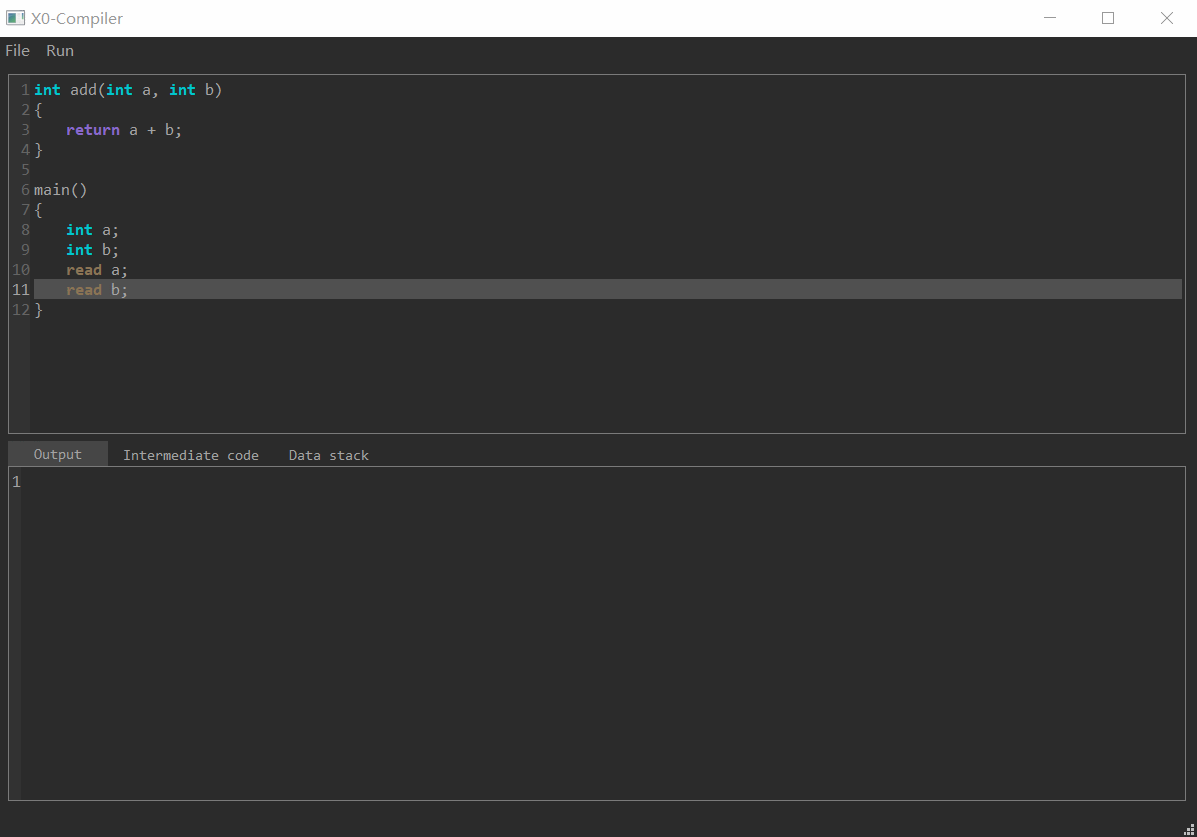 X0-Compiler
File Run
1 int add(int a, int b)
2 {
3     return a + b;
4 }
5
6 main()
7 {
8     int a;
9     int b;
10     read a;
11     read b;
12 }
Output Intermediate code Data stack
1